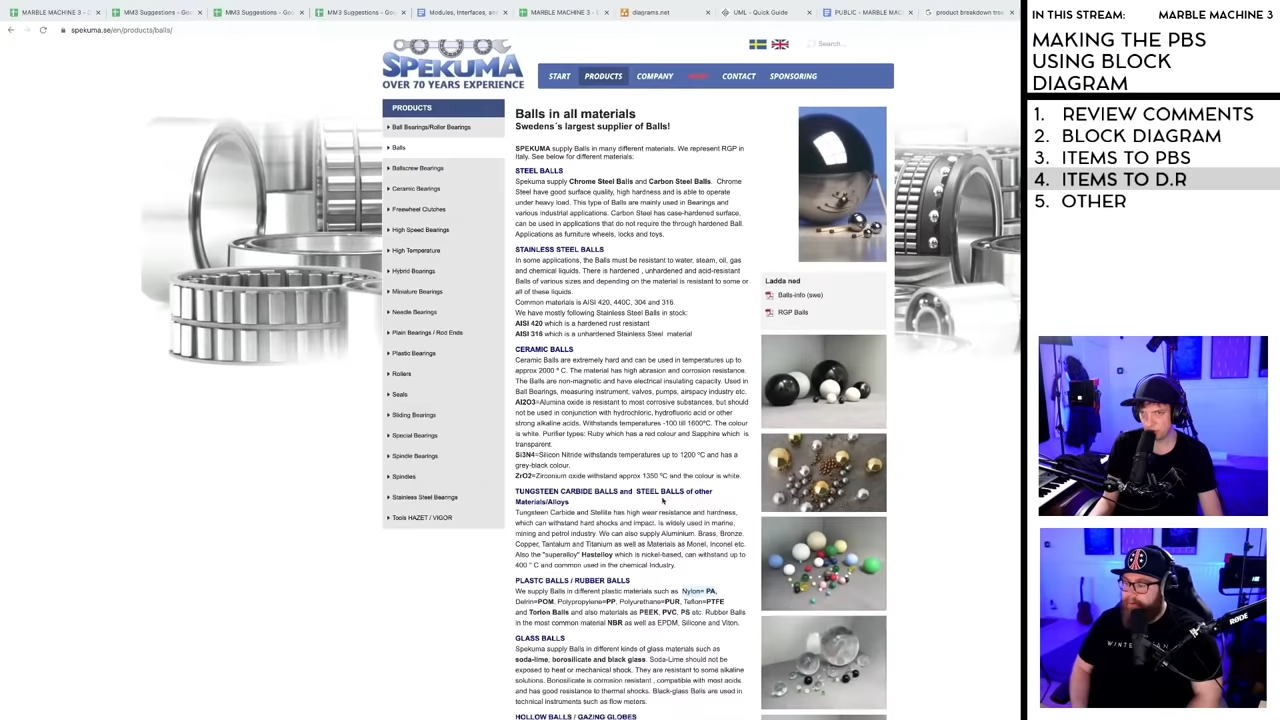 MARBLE MACHINE 3 - D
MM3 Suggestions - Goo
MM3 Suggestions - Goo
MM3 Suggestions - Goo
Modules, Interfaces, an
MARBLE MACHINE 3 -
diagrams.net
UML - Quick Guide
PUBLIC - MARBLE MAC
product breakdown tree
spekuma.se/en/products/balls/
IN THIS STREAM: MARBLE MACHINE 3
MAKING THE PBS
USING BLOCK
DIAGRAM
1. REVIEW COMMENTS
2. BLOCK DIAGRAM
3. ITEMS TO PBS
4. ITEMS TO D.R
5. OTHER
SPEKUMA
OVER 70 YEARS EXPERIENCE
Search...
START PRODUCTS COMPANY CONTACT SPONSORING
PRODUCTS
Ball Bearings/Roller Bearings
Balls
Ballscrew Bearings
Ceramic Bearings
Freewheel Clutches
High Speed Bearings
High Temperature
Hybrid Bearings
Miniature Bearings
Needle Bearings
Plain Bearings / Rod Ends
Plastic Bearings
Rollers
Seals
Sliding Bearings
Special Bearings
Spindle Bearings
Spindles
Stainless Steel Bearings
Tools HAZET / VIGOR
Balls in all materials
Swedens´s largest supplier of Balls!
SPEKUMA supply Balls in many different materials. We represent RGP in
Italy. See below for different materials:
STEEL BALLS
Spekuma supply Chrome Steel Balls and Carbon Steel Balls. Chrome
Steel have good surface quality, high hardness and is able to operate
under heavy load. This type of Balls are mainly used in Bearings and
various industrial applications. Carbon Steel has case-hardened surface,
can be used in applications that do not require the through hardened Ball.
Applications as furniture wheels, locks and toys.
STAINLESS STEEL BALLS
In some applications, the Balls must be resistant to water, steam, oil, gas
and chemical liquids. There is hardened , unhardened and acid-resistant
Balls of various sizes and depending on the material is resistant to some or
all of these liquids.
Common materials is AISI 420, 440C, 304 and 316.
We have mostly following Stainless Steel Balls in stock:
AISI 420 which is a hardened rust resistant
AISI 316 which is a unhardened Stainless Steel material
CERAMIC BALLS
Ceramic Balls are extremely hard and can be used in temperatures up to
approx 2000 º C. The material has high abrasion and corrosion resistance.
The Balls are non-magnetic and have electrical insulating capacity. Used in
Ball Bearings, measuring instrument, valves, pumps, airspacy industry etc.
Al2O3=Alumina oxide is resistant to most corrosive substances, but should
not be used in conjunction with hydrochloric, hydrofluoric acid or other
strong alkaline acids. Withstands temperatures -100 till 1600ºC. The colour
is white. Purifier types: Ruby which has a red colour and Sapphire which is
transparent.
Si3N4=Silicon Nitride withstands temperatures up to 1200 ºC and has a
grey-black colour.
ZrO2=Zirconium oxide withstand approx 1350 ºC and the colour is white.
TUNGSTEEN CARBIDE BALLS and STEEL BALLS of other
Materials/Alloys
Tungsteen Carbide and Stellite has high wear resistance and hardness,
which can withstand hard shocks and impact. Is widely used in marine,
mining and petrol industry. We can also supply Aluminium. Brass, Bronze.
Copper, Tantalum and Titanium as well as Materials as Monel, Inconel etc.
Also the "superalloy" Hastelloy which is nickel-based, can withstand up to
400 ° C and common used in the chemical Industry.
PLASTC BALLS / RUBBER BALLS
We supply Balls in different plastic materials such as Nylon= PA,
Delrin=POM, Polypropylene=PP, Polyurethane=PUR, Teflon=PTFE
and Torlon Balls and also materials as PEEK, PVC, PS etc. Rubber Balls
in the most common material NBR as well as EPDM, Silicone and Viton.
GLASS BALLS
Spekuma supply Balls in different kinds of glass materials such as
soda-lime, borosilicate and black glass. Soda-Lime should not be
exposed to heat or mechanical shock. They are resistant to some alkaline
solutions. Borosilicate is corrosion resistant , compatible with most acids
and has good resistance to thermal shocks. Black-glass Balls are used in
technical instruments such as flow meters.
HOLLOW BALLS / GAZING GLOBES
Ladda ned
Balls-info (swe)
RGP Balls
RØDE